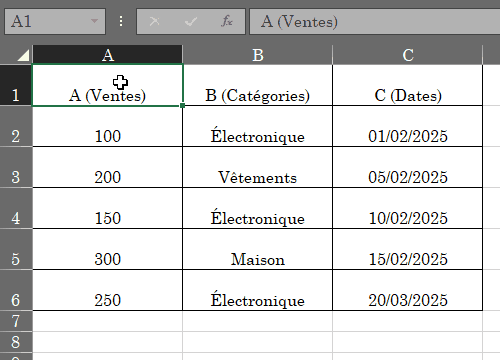 A1 fx A (Ventes)
A B C
1 A (Ventes) B (Catégories) C (Dates)
2 100 Électronique 01/02/2025
3 200 Vêtements 05/02/2025
4 150 Électronique 10/02/2025
5 300 Maison 15/02/2025
6 250 Électronique 20/03/2025
7
8